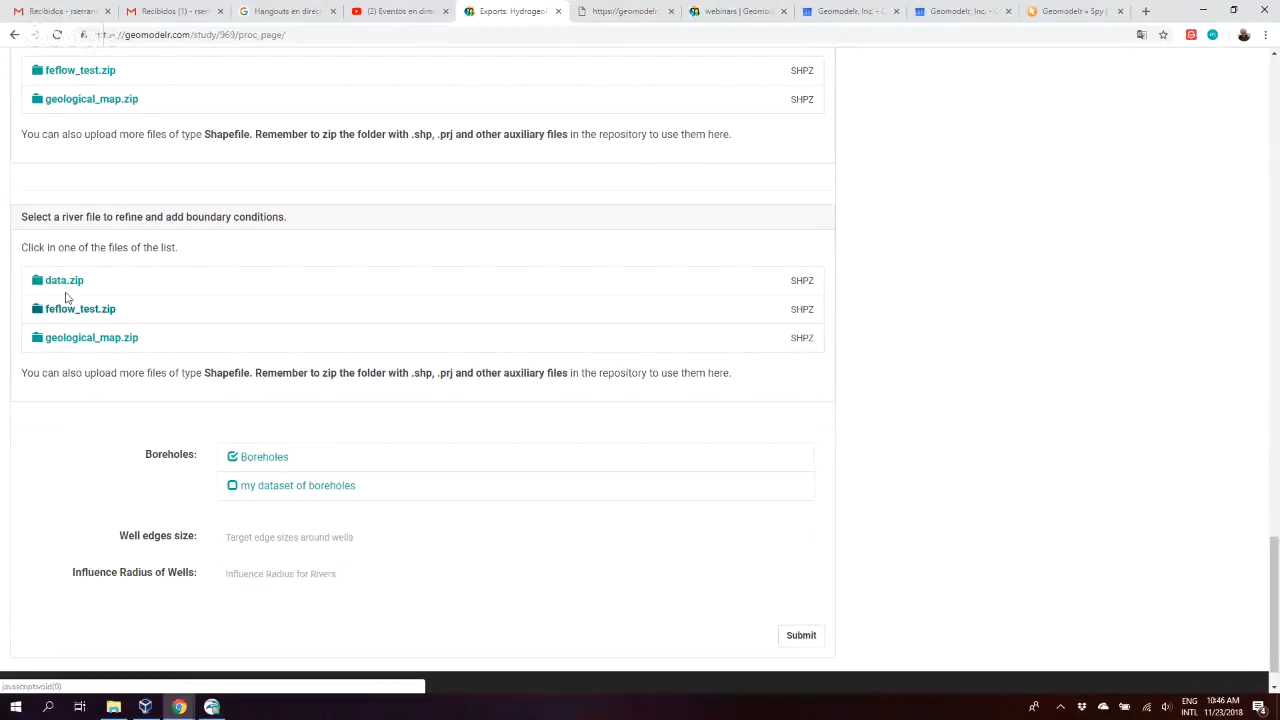 Recibidos - rserran
Recibidos (1) - rser
Hangouts en direc
(2) Eventos en direc
Exports: Hydrogeol
https://geomodelr.
webinars | Geomod
Geomodelr, Inc. - C
Geomodelr, Inc. - C
Geomodelr » Spy |
https://geomodelr.com/study/969/proc_page/
feflow_test.zip SHPZ
geological_map.zip SHPZ
You can also upload more files of type Shapefile. Remember to zip the folder with .shp, .prj and other auxiliary files in the repository to use them here.
Select a river file to refine and add boundary conditions.
Click in one of the files of the list.
data.zip SHPZ
feflow_test.zip SHPZ
geological_map.zip SHPZ
You can also upload more files of type Shapefile. Remember to zip the folder with .shp, .prj and other auxiliary files in the repository to use them here.
Boreholes: Boreholes
my dataset of boreholes
Well edges size: Target edge sizes around wells
Influence Radius of Wells: Influence Radius for Rivers
Submit
javascript:void(0)
ENG 10:46 AM
INTL 11/23/2018